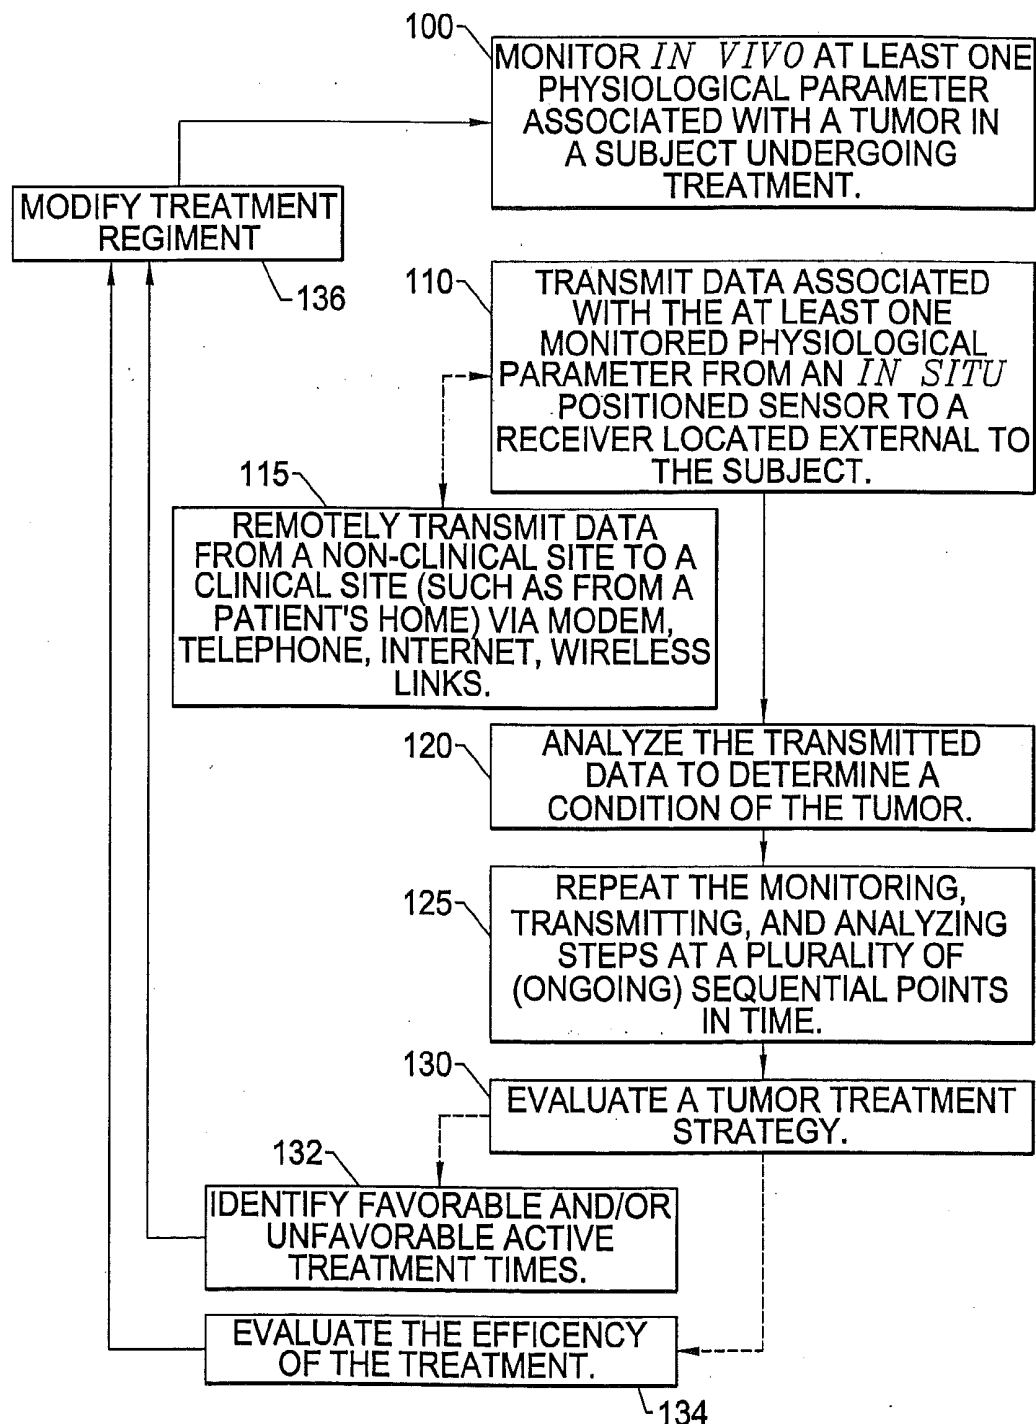 100
MONITOR IN VIVO AT LEAST ONE
PHYSIOLOGICAL PARAMETER
ASSOCIATED WITH A TUMOR IN
A SUBJECT UNDERGOING
TREATMENT.
MODIFY TREATMENT
REGIMENT
136
110
TRANSMIT DATA ASSOCIATED
WITH THE AT LEAST ONE
MONITORED PHYSIOLOGICAL
PARAMETER FROM AN IN SITU
POSITIONED SENSOR TO A
RECEIVER LOCATED EXTERNAL TO
THE SUBJECT.
115
REMOTELY TRANSMIT DATA
FROM A NON-CLINICAL SITE TO A
CLINICAL SITE (SUCH AS FROM A
PATIENT'S HOME) VIA MODEM,
TELEPHONE, INTERNET, WIRELESS
LINKS.
120
ANALYZE THE TRANSMITTED
DATA TO DETERMINE A
CONDITION OF THE TUMOR.
125
REPEAT THE MONITORING,
TRANSMITTING, AND ANALYZING
STEPS AT A PLURALITY OF
(ONGOING) SEQUENTIAL POINTS
IN TIME.
130
EVALUATE A TUMOR TREATMENT
STRATEGY.
132
IDENTIFY FAVORABLE AND/OR
UNFAVORABLE ACTIVE
TREATMENT TIMES.
EVALUATE THE EFFICENCY
OF THE TREATMENT.
134